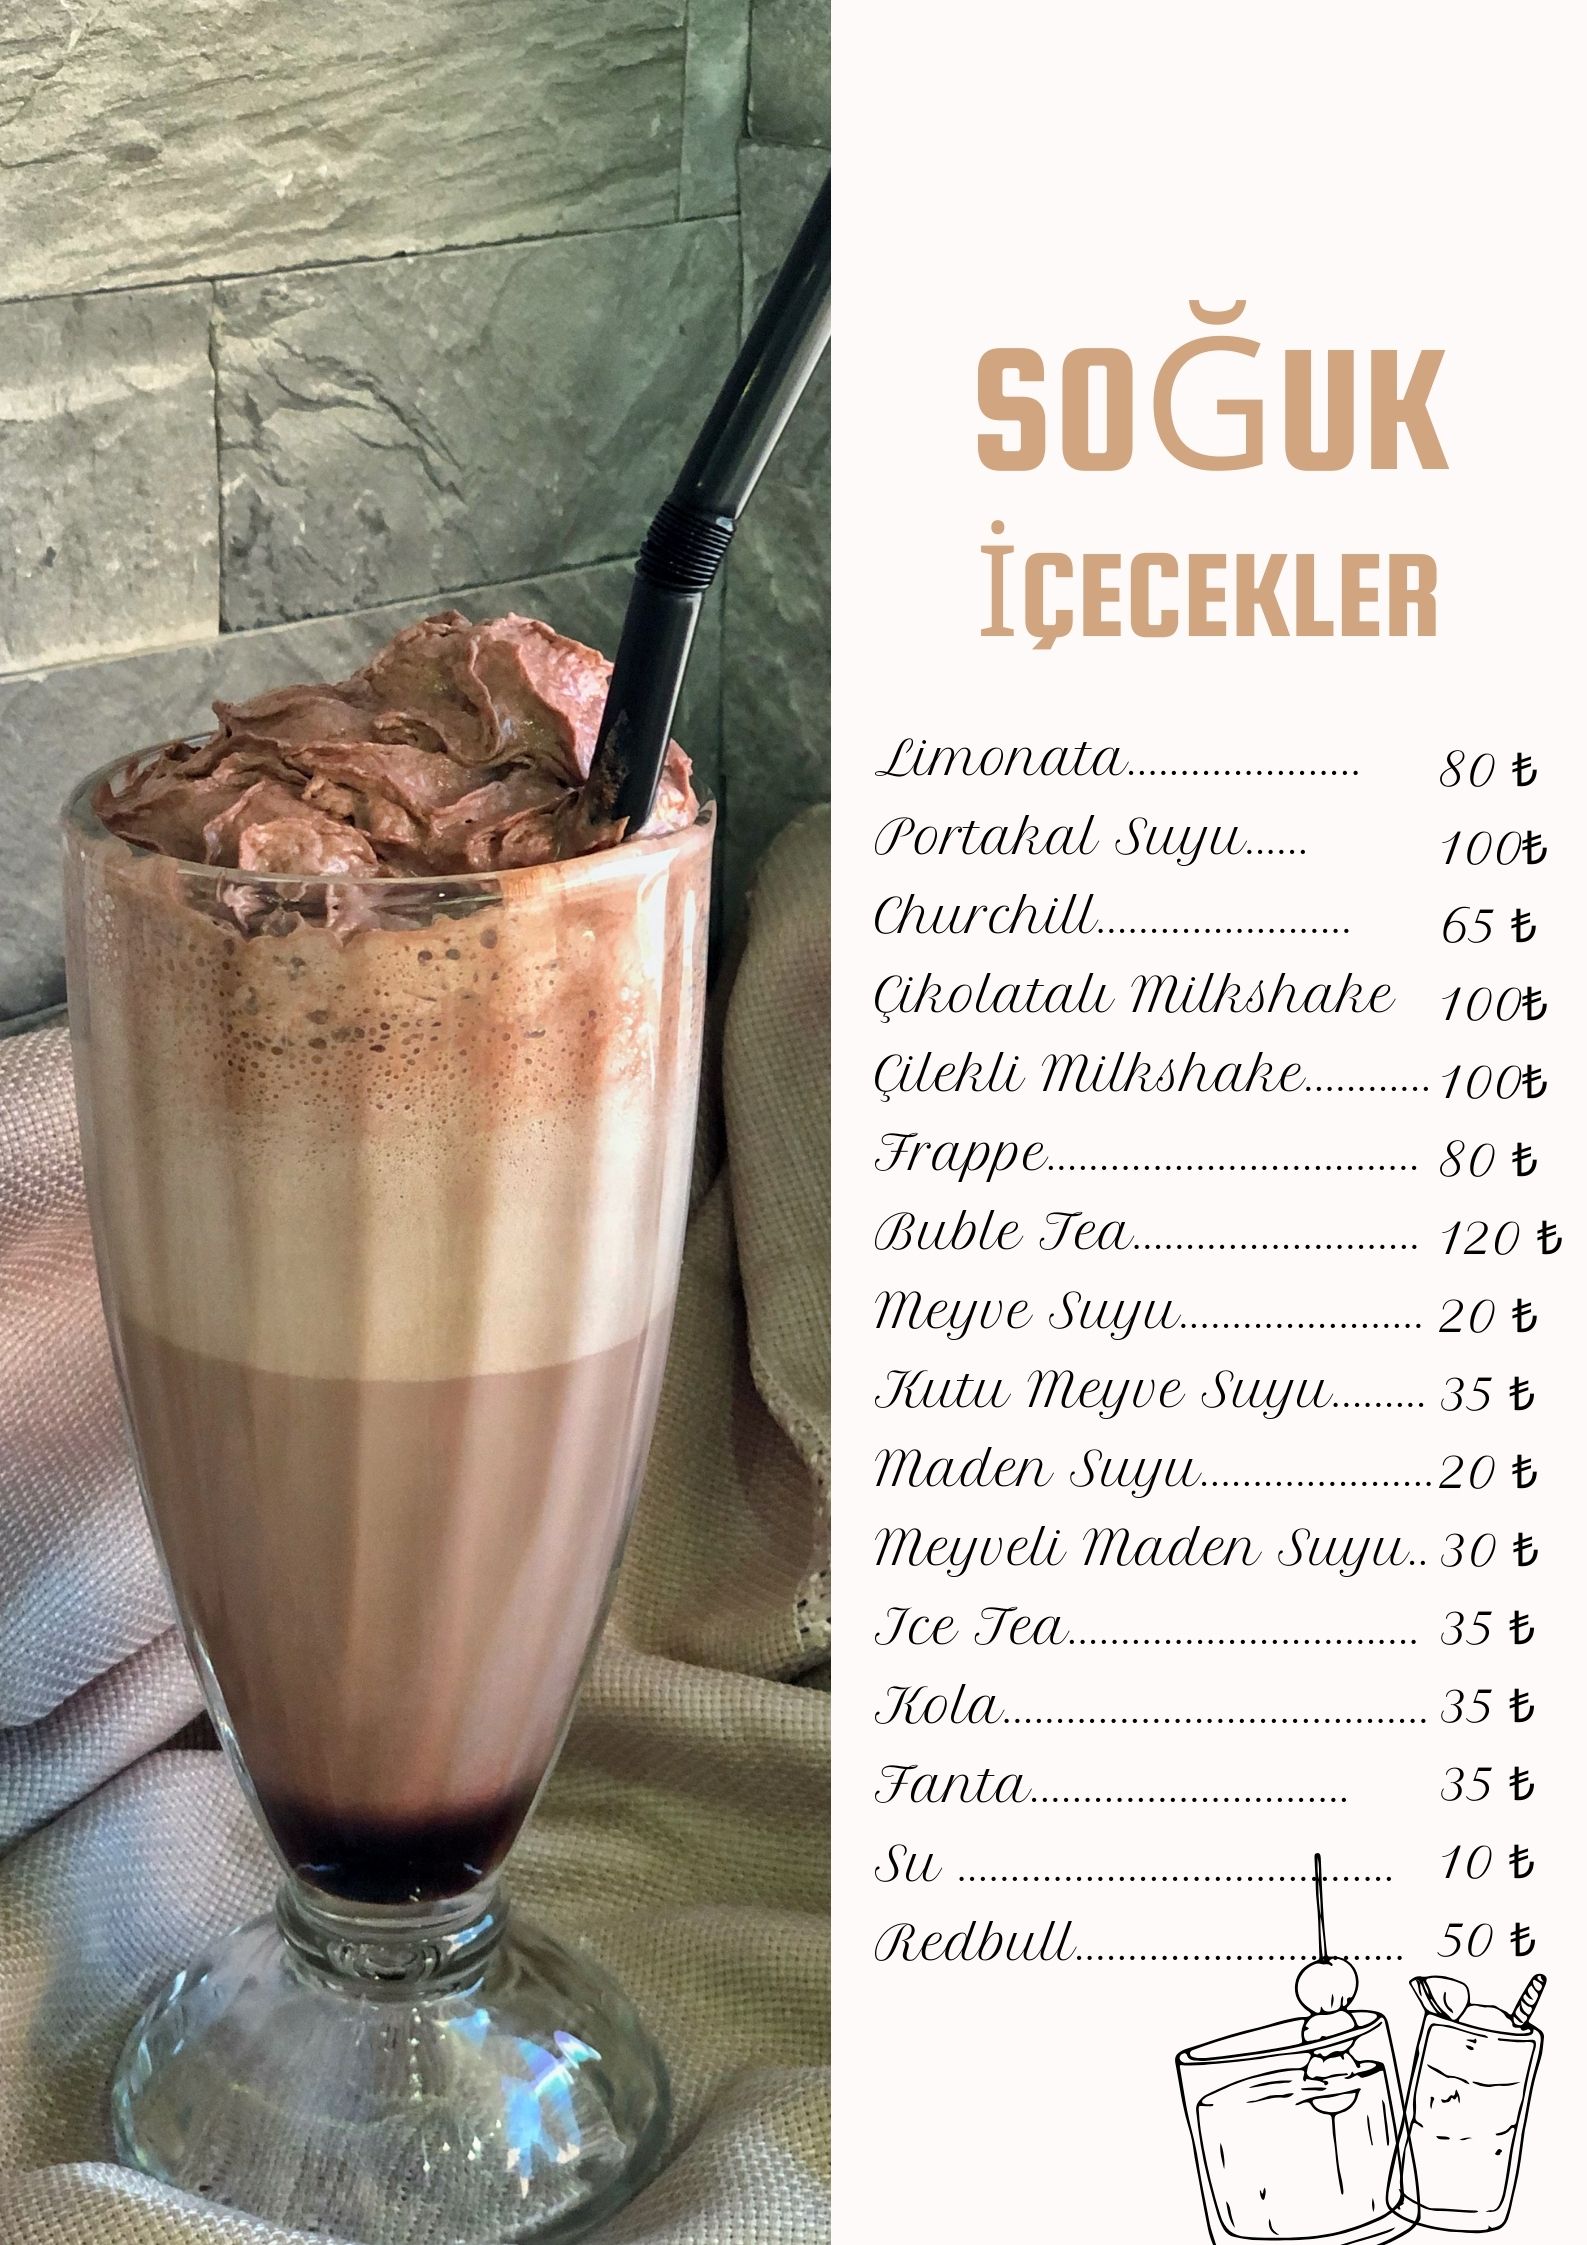 SOĞUK
İÇECEKLER
Limonata...................... 80 ₺
Portakal Suyu...... 100₺
Churchill........................ 65 ₺
Çikolatalı Milkshake 100₺
Çilekli Milkshake............ 100₺
Frappe................................... 80 ₺
Buble Tea........................... 120 ₺
Meyve Suyu....................... 20 ₺
Kutu Meyve Suyu......... 35 ₺
Maden Suyu......................20 ₺
Meyveli Maden Suyu.. 30 ₺
Ice Tea................................. 35 ₺
Kola........................................ 35 ₺
Fanta.............................. 35 ₺
Su ......................................... 10 ₺
Redbull............................... 50 ₺